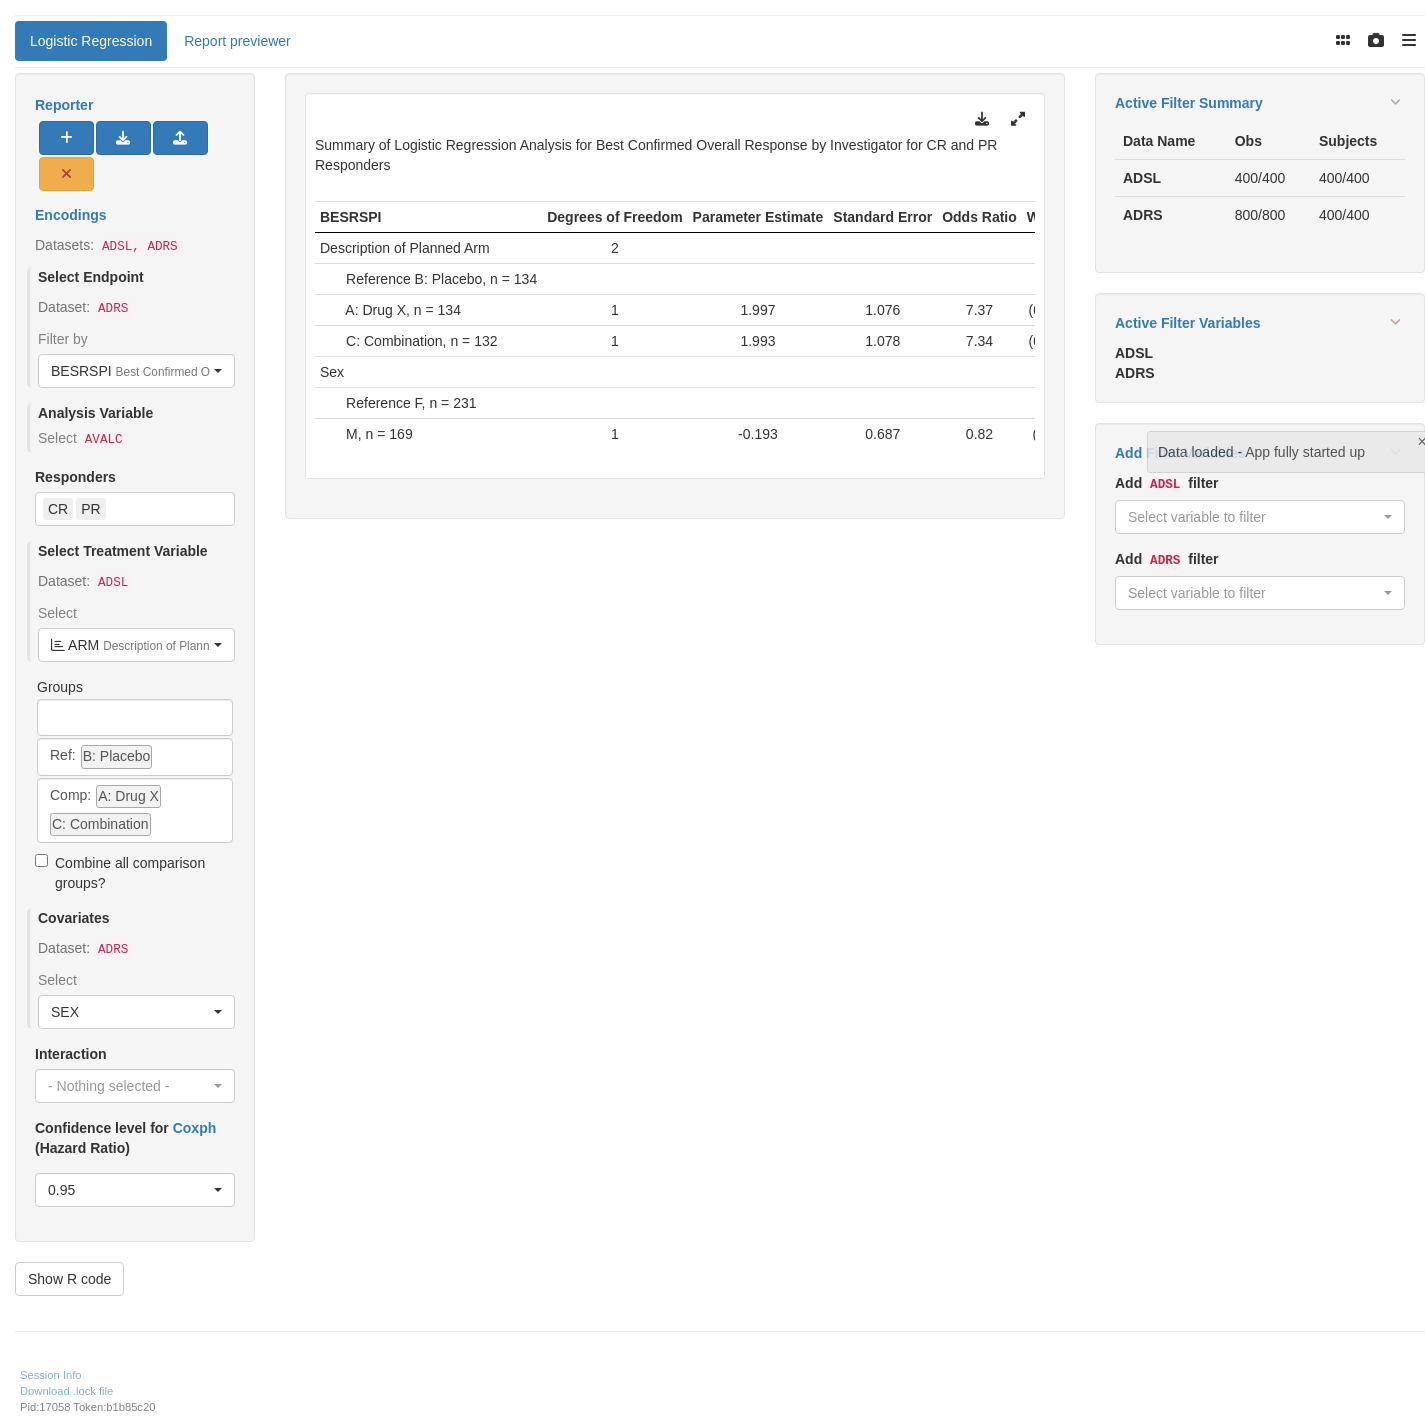 Logistic Regression
Report previewer
Reporter
Encodings
Datasets: ADSL, ADRS
Select Endpoint
Dataset: ADRS
Filter by
BESRSPI Best Confirmed O
Analysis Variable
Select AVALC
Responders
CR PR
Select Treatment Variable
Dataset: ADSL
Select
ARM Description of Plann
Groups
Ref: B: Placebo
Comp: A: Drug X
C: Combination
Combine all comparison
groups?
Covariates
Dataset: ADRS
Select
SEX
Interaction
- Nothing selected -
Confidence level for Coxph
(Hazard Ratio)
0.95
Show R code
Summary of Logistic Regression Analysis for Best Confirmed Overall Response by Investigator for CR and PR
Responders
BESRSPI Degrees of Freedom Parameter Estimate Standard Error Odds Ratio W
Description of Planned Arm 2
Reference B: Placebo, n = 134
A: Drug X, n = 134 1 1.997 1.076 7.37 (
C: Combination, n = 132 1 1.993 1.078 7.34 (
Sex
Reference F, n = 231
M, n = 169 1 -0.193 0.687 0.82 (
Active Filter Summary
Data Name Obs Subjects
ADSL 400/400 400/400
ADRS 800/800 400/400
Active Filter Variables
ADSL
ADRS
Add
Data loaded - App fully started up
×
Add ADSL filter
Select variable to filter
Add ADRS filter
Select variable to filter
Session Info
Download .lock file
Pid:17058 Token:b1b85c20